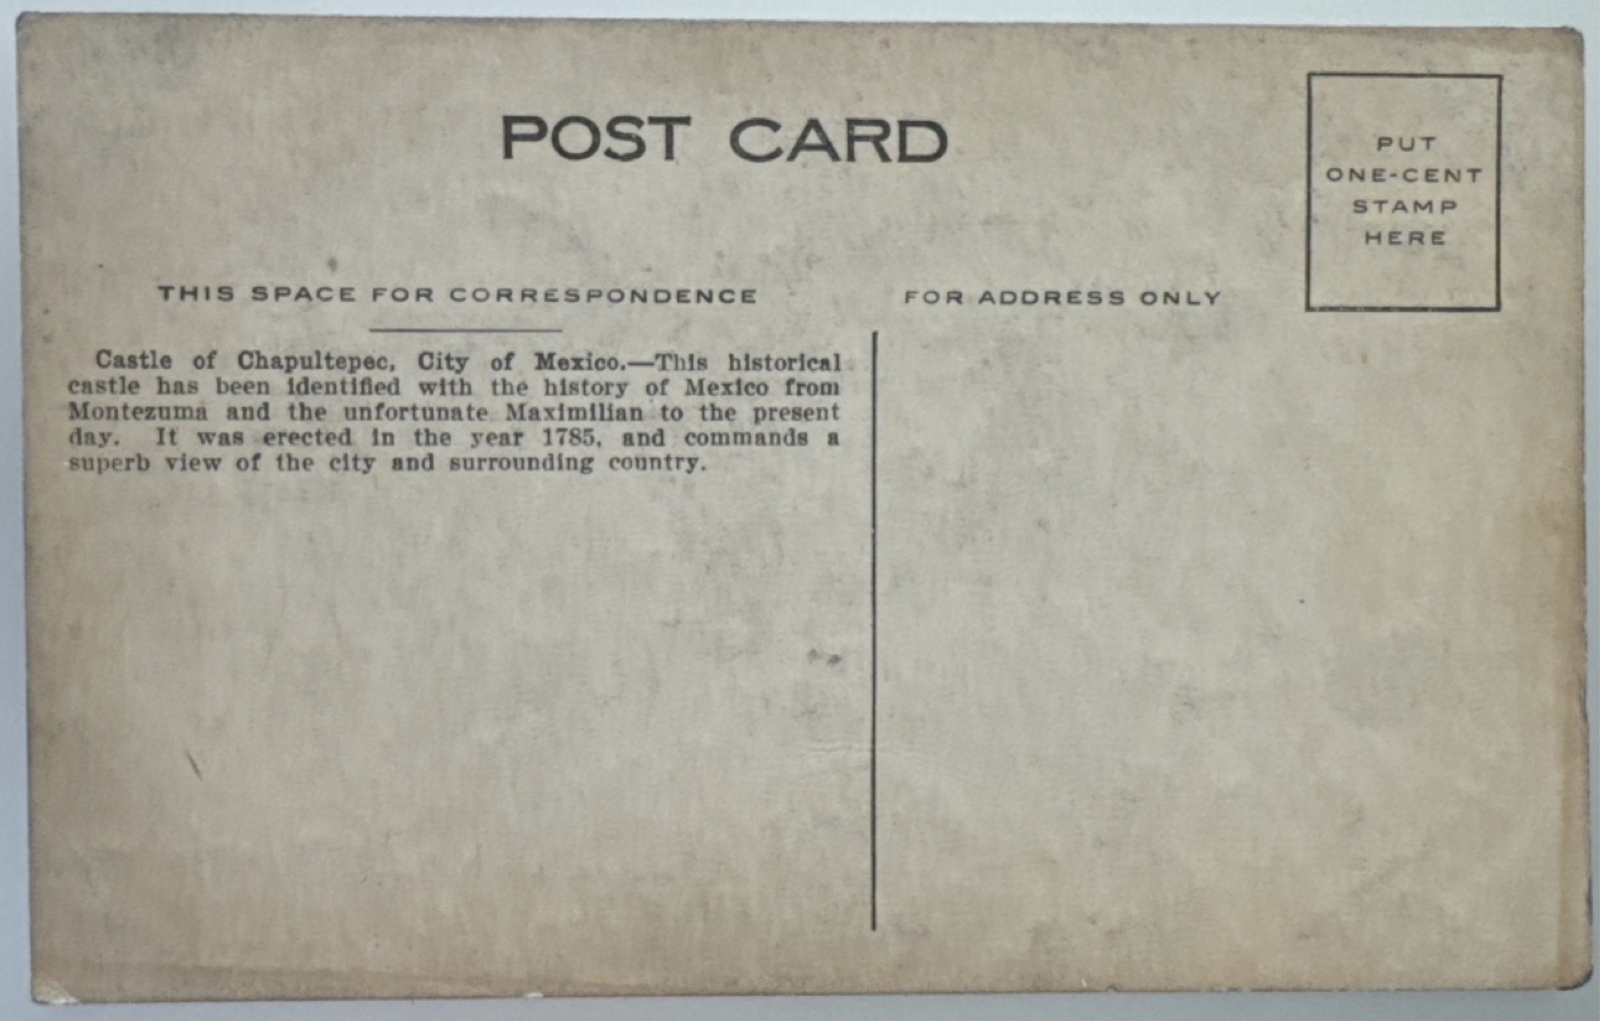 POST CARD
PUT
ONE-CENT
STAMP
HERE
THIS SPACE FOR CORRESPONDENCE
FOR ADDRESS ONLY
Castle of Chapultepec, City of Mexico.—This historical
castle has been identified with the history of Mexico from
Montezuma and the unfortunate Maximilian to the present
day. It was erected in the year 1785, and commands a
superb view of the city and surrounding country.